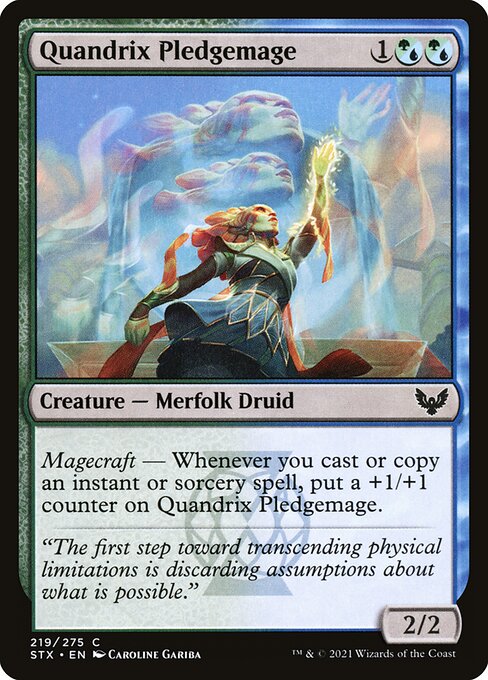 Quandrix Pledgemage 1
Creature — Merfolk Druid
Magecraft — Whenever you cast or copy
an instant or sorcery spell, put a +1/+1
counter on Quandrix Pledgemage.
“The first step toward transcending physical
limitations is discarding assumptions about
what is possible.”
2/2
219/275 C
STX • EN Caroline Gariba
™ & © 2021 Wizards of the Coast